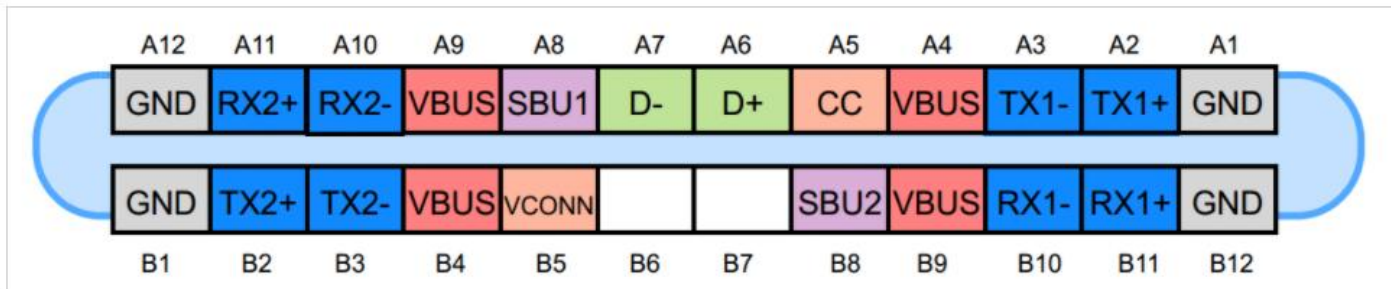 A12 A11 A10 A9 A8 A7 A6 A5 A4 A3 A2 A1
GND RX2+ RX2- VBUS SBU1 D- D+ CC VBUS TX1- TX1+ GND
GND TX2+ TX2- VBUS VCONN SBU2 VBUS RX1- RX1+ GND
B1 B2 B3 B4 B5 B6 B7 B8 B9 B10 B11 B12